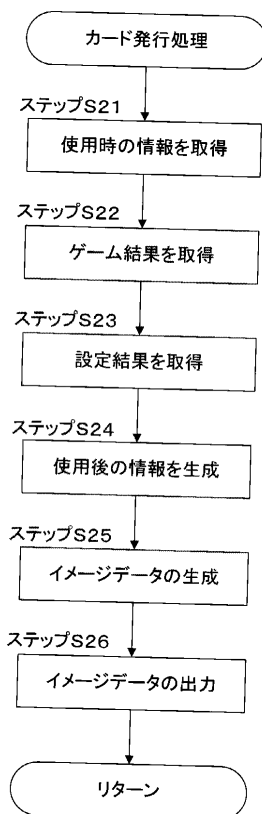 カード発行処理
ステップS21
使用時の情報を取得
ステップS22
ゲーム結果を取得
ステップS23
設定結果を取得
ステップS24
使用後の情報を生成
ステップS25
イメージデータの生成
ステップS26
イメージデータの出力
リターン